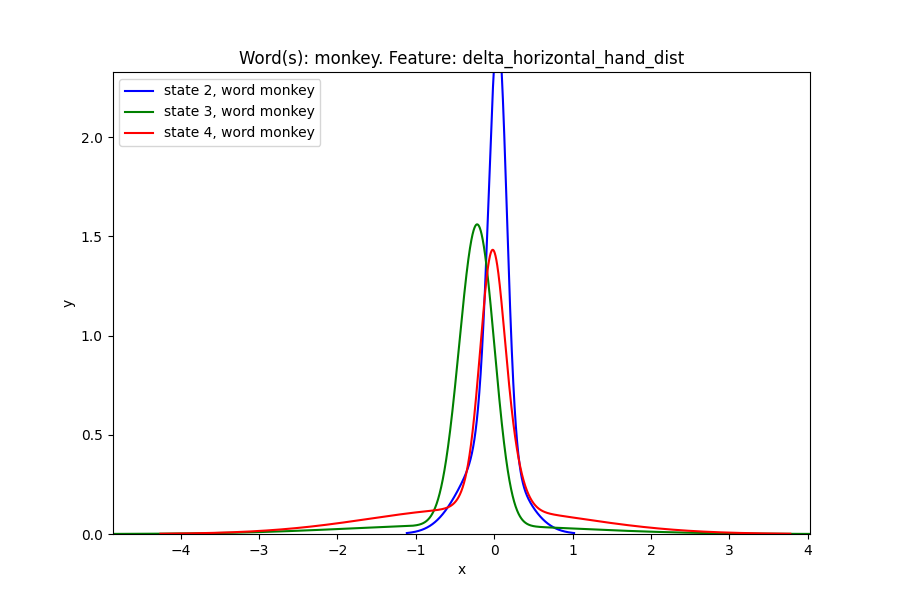 Word(s): monkey. Feature: delta_horizontal_hand_dist
state 2, word monkey
state 3, word monkey
state 4, word monkey
2.0
1.5
1.0
0.5
0.0
y
−4 −3 −2 −1 0 1 2 3 4
x